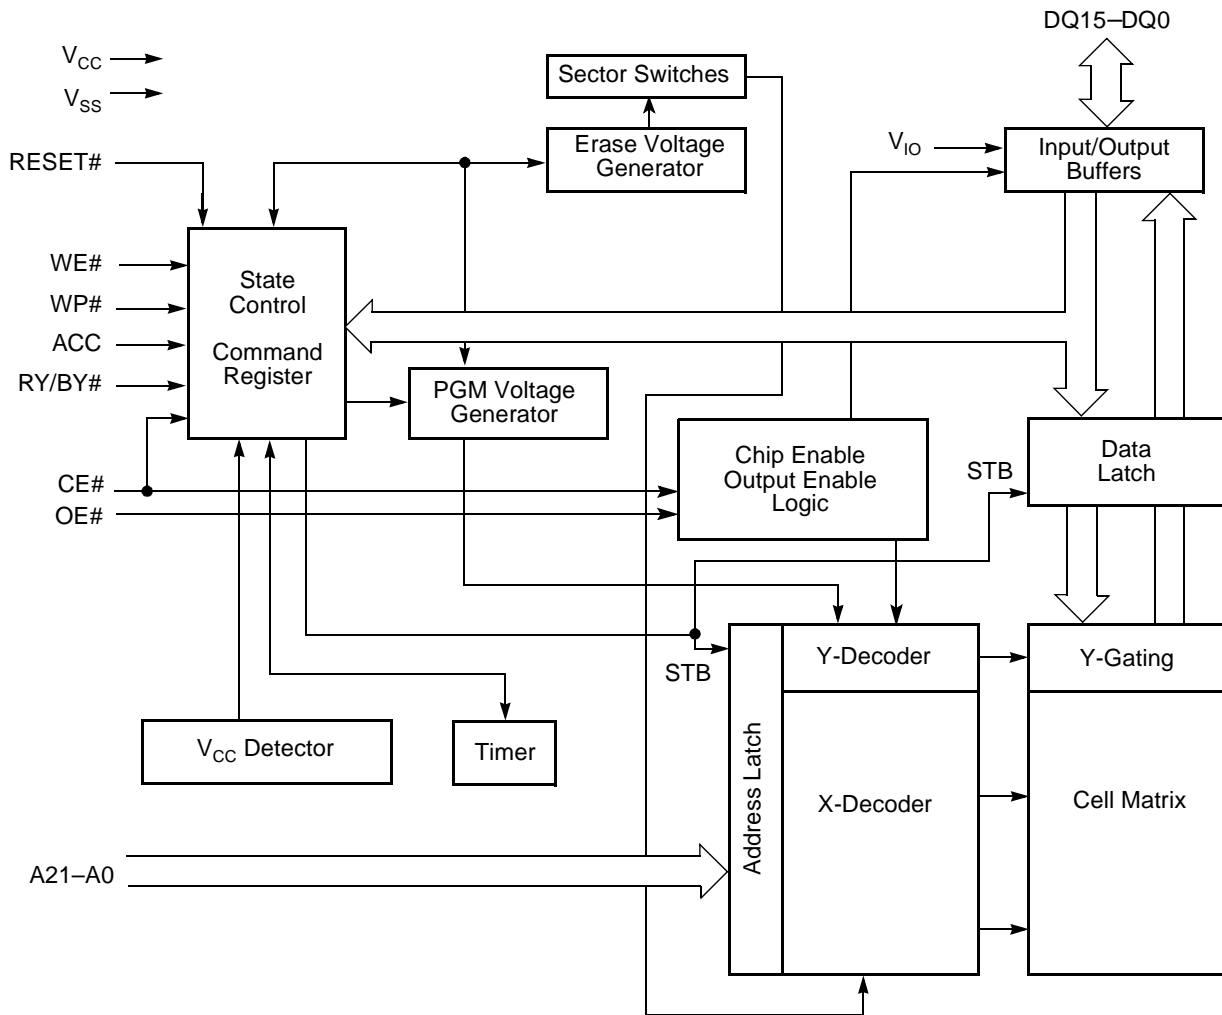 DQ15–DQ0
VCC
VSS
Sector Switches
RESET#
Erase Voltage
Generator
VIO
Input/Output
Buffers
WE#
WP#
ACC
RY/BY#
State
Control
Command
Register
PGM Voltage
Generator
CE#
OE#
Chip Enable
Output Enable
Logic
STB
Data
Latch
STB
Y-Decoder
Y-Gating
VCC Detector
Timer
Address Latch
X-Decoder
Cell Matrix
A21–A0